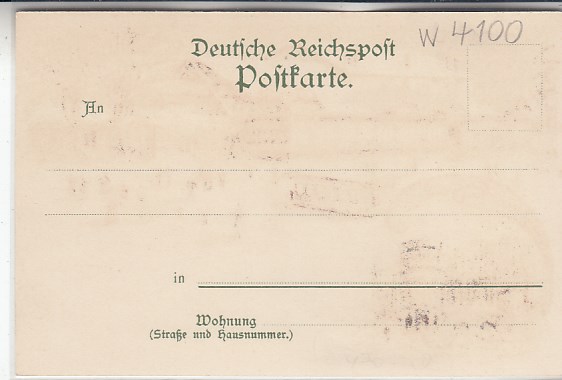 W 4100
Deutsche Reichspost
Postkarte.
An
in
Wohnung
(Straße und Hausnummer.)